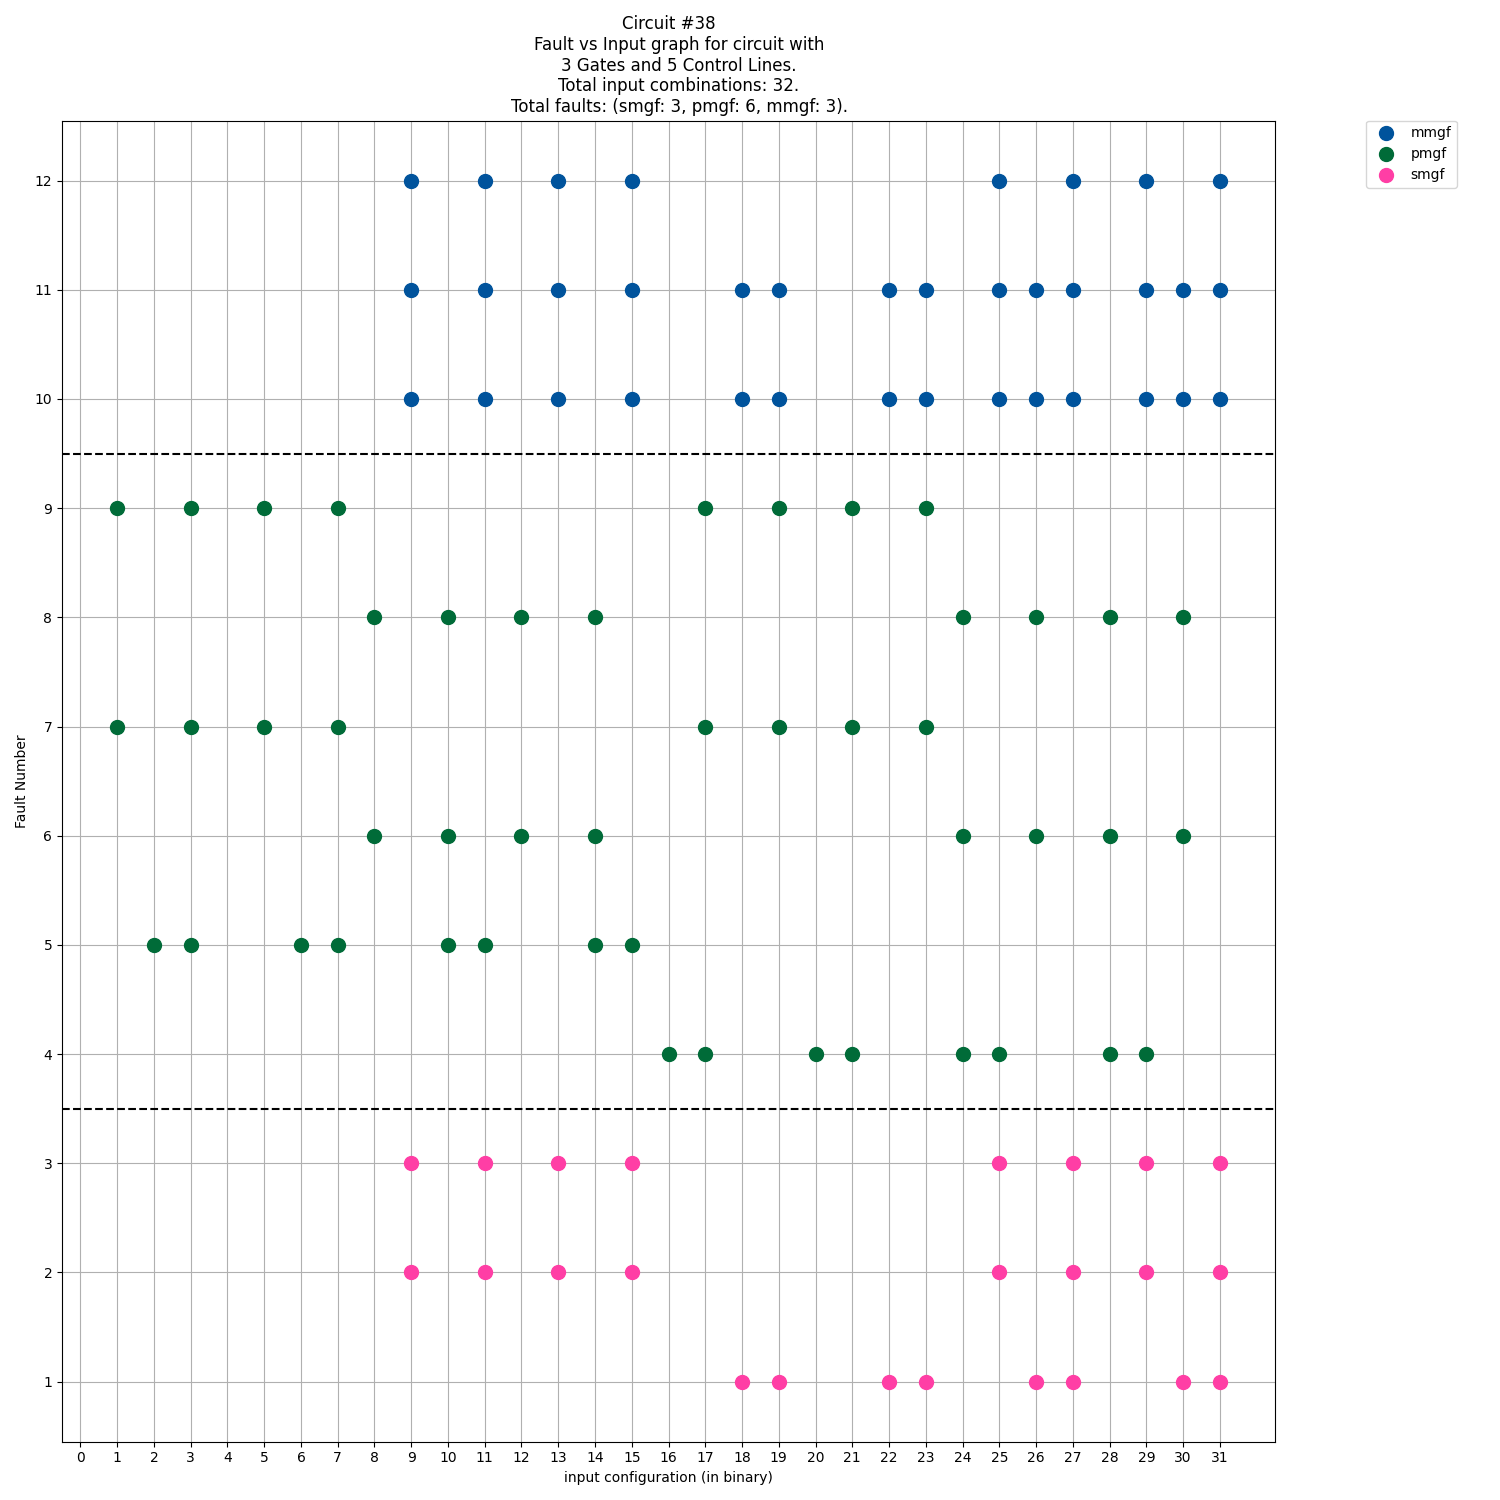 Circuit #38
Fault vs Input graph for circuit with
3 Gates and 5 Control Lines.
Total input combinations: 32.
Total faults: (smgf: 3, pmgf: 6, mmgf: 3).
mmgf
pmgf
smgf
12
11
10
9
8
7
6
5
4
3
2
1
Fault Number
0 1 2 3 4 5 6 7 8 9 10 11 12 13 14 15 16 17 18 19 20 21 22 23 24 25 26 27 28 29 30 31
input configuration (in binary)